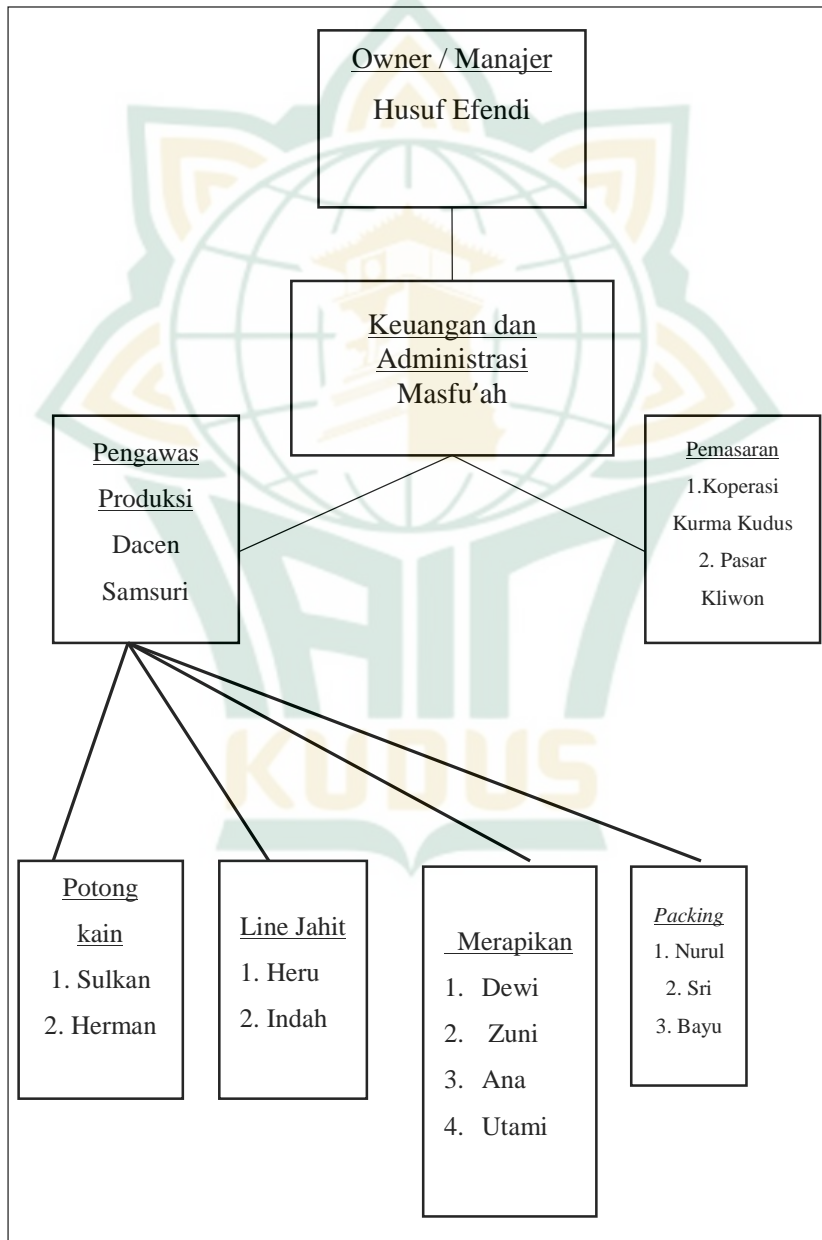 Owner / Manajer
Husuf Efendi
Keuangan dan
Administrasi
Masfu'ah
Pengawas
Produksi
Dacen
Samsuri
Pemasaran
1.Koperasi
Kurma Kudus
2. Pasar
Kliwon
Potong
kain
1. Sulkan
2. Herman
Line Jahit
1. Heru
2. Indah
Merapikan
1. Dewi
2. Zuni
3. Ana
4. Utami
Packing
1. Nurul
2. Sri
3. Bayu
IAIN
KUDUS